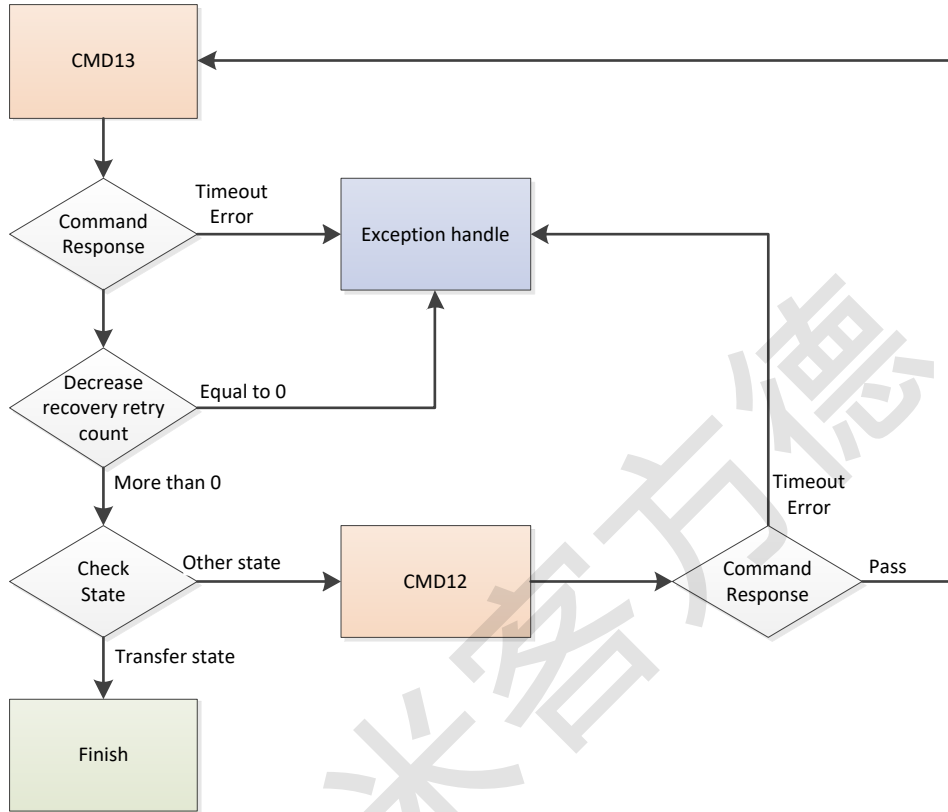 CMD13
Timeout
Error
Command
Response
Exception handle
Decrease
recovery retry
count
Equal to 0
More than 0
Timeout
Error
Check
State
Other state
CMD12
Command
Response
Pass
Transfer state
Finish
米客方德